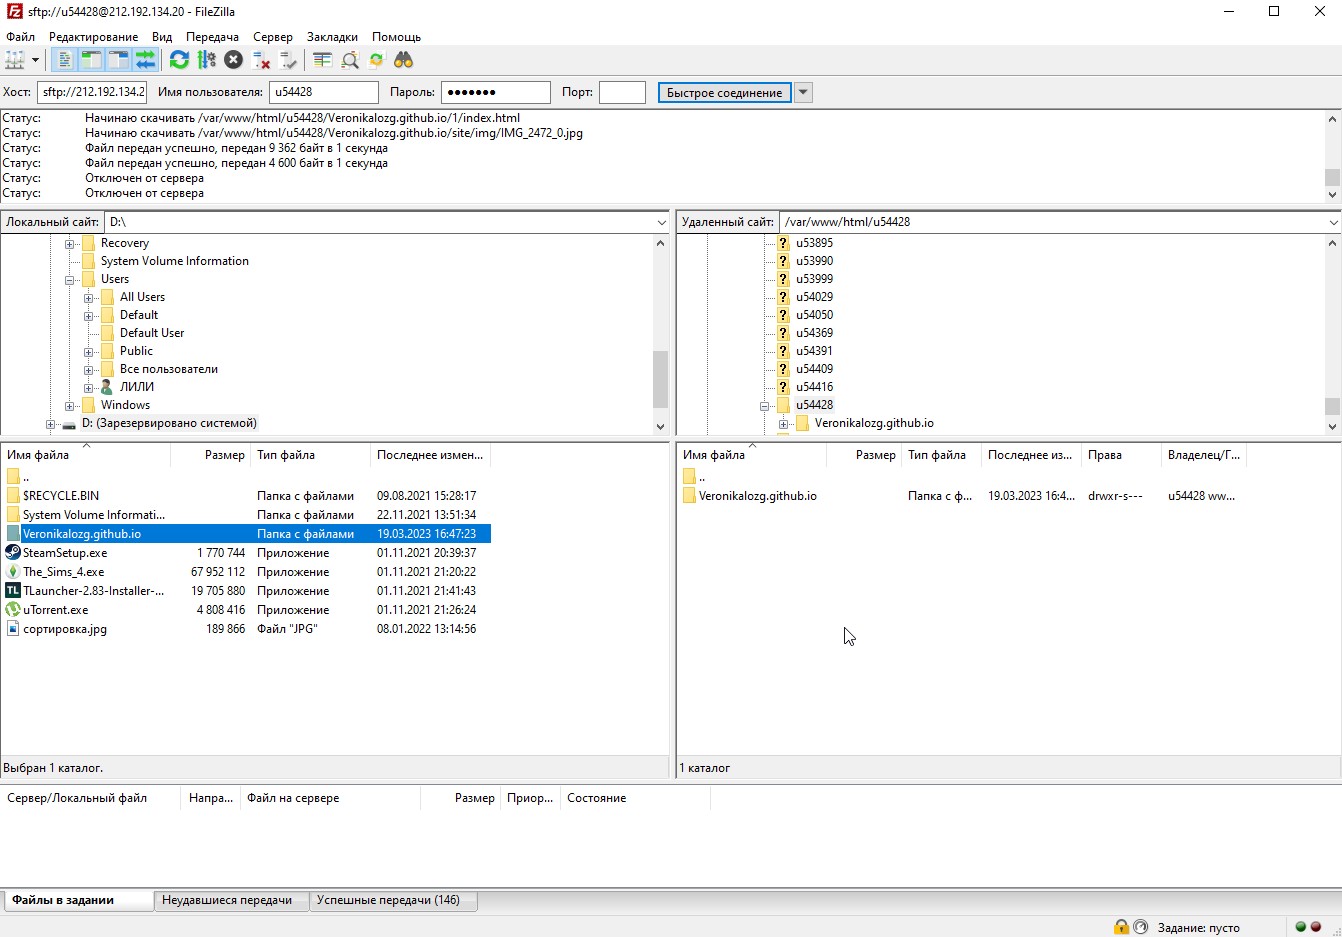 sftp://u54428@212.192.134.20 - FileZilla
Файл Редактирование Вид Передача Сервер Закладки Помощь
Хост: sftp://212.192.134.2 Имя пользователя: u54428 Пароль: ●●●●●●● Порт: Быстрое соединение
Статус: Начинаю скачивать /var/www/html/u54428/Veronikalozg.github.io/1/index.html
Статус: Начинаю скачивать /var/www/html/u54428/Veronikalozg.github.io/site/img/IMG_2472_0.jpg
Статус: Файл передан успешно, передан 9 362 байт в 1 секунда
Статус: Файл передан успешно, передан 4 600 байт в 1 секунда
Статус: Отключен от сервера
Статус: Отключен от сервера
Локальный сайт: D:\
Recovery
System Volume Information
Users
All Users
Default
Default User
Public
Все пользователи
ЛИЛИ
Windows
D: (Зарезервировано системой)
Имя файла Размер Тип файла Последнее измен...
..
$RECYCLE.BIN Папка с файлами 09.08.2021 15:28:17
System Volume Informati... Папка с файлами 22.11.2021 13:51:34
Veronikalozg.github.io Папка с файлами 19.03.2023 16:47:23
SteamSetup.exe 1 770 744 Приложение 01.11.2021 20:39:37
The_Sims_4.exe 67 952 112 Приложение 01.11.2021 21:20:22
TL TLauncher-2.83-Installer-... 19 705 880 Приложение 01.11.2021 21:41:43
uTorrent.exe 4 808 416 Приложение 01.11.2021 21:26:24
сортировка.jpg 189 866 Файл "JPG" 08.01.2022 13:14:56
Выбран 1 каталог.
Удаленный сайт: /var/www/html/u54428
? u53895
? u53990
? u53999
? u54029
? u54050
? u54369
? u54391
? u54409
? u54416
u54428
Veronikalozg.github.io
Имя файла Размер Тип файла Последнее из... Права Владелец/Г...
..
Veronikalozg.github.io Папка с ф... 19.03.2023 16:4... drwxr-s--- u54428 ww...
1 каталог
Сервер/Локальный файл Напра... Файл на сервере Размер Приор... Состояние
Файлы в задании Неудавшиеся передачи Успешные передачи (146)
Задание: пусто